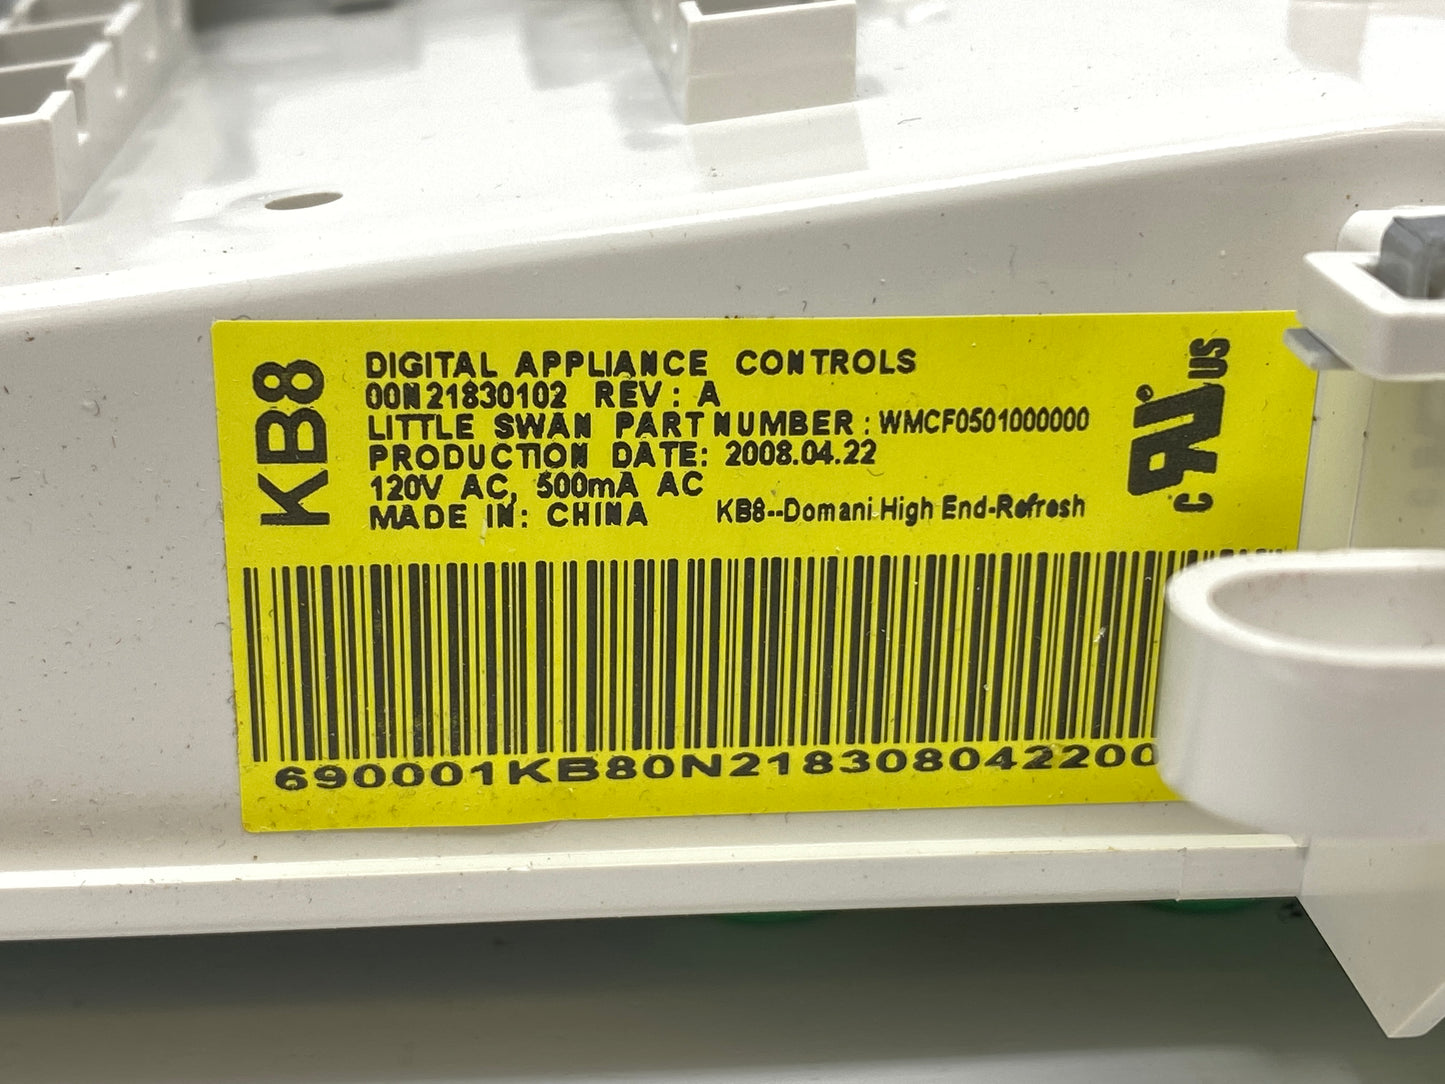 KB8
DIGITAL APPLIANCE CONTROLS
00N21830102 REV: A
LITTLE SWAN PART NUMBER: WMCF0501000000
PRODUCTION DATE: 2008.04.22
120V AC, 500mA AC
MADE IN: CHINA
KB8--Domani High End-Refresh
C UR US
690001KB80N218308042200